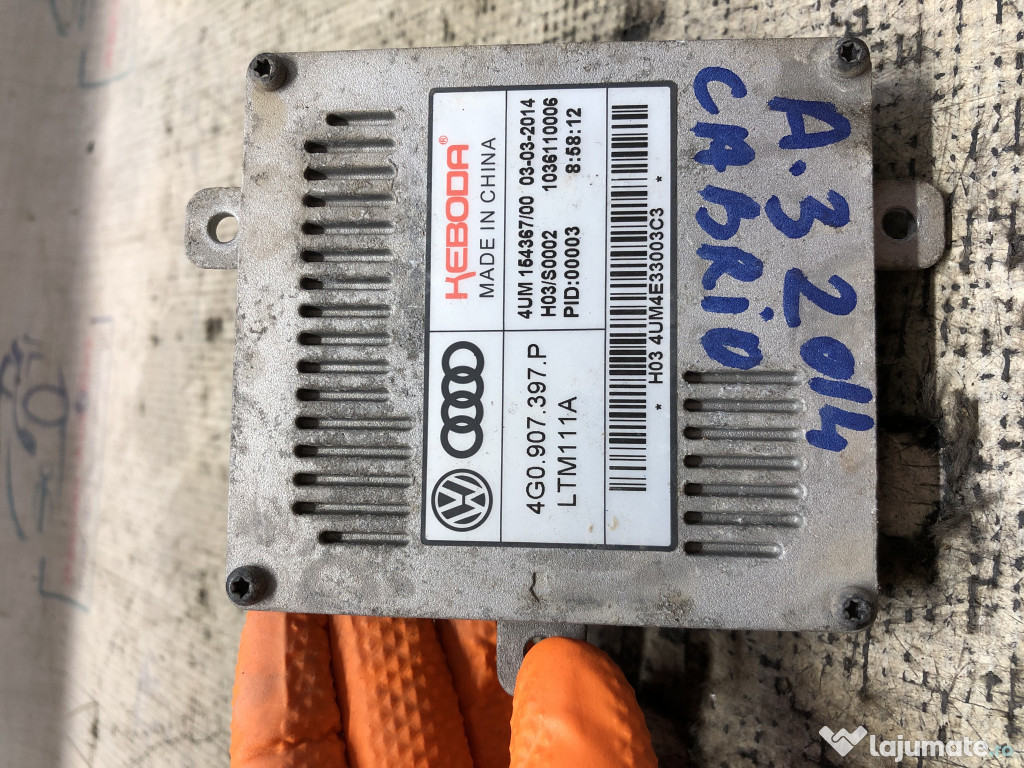 KEBODA®
MADE IN CHINA
4UM 154367/00 03-03-2014
H03/S0002 1036110006
PID:00003 8:58:12
4G0.907.397.P
LTM111A
* H03 4UM4E33003C3 *
A.3 2014
CABRIO
lajumate.ro